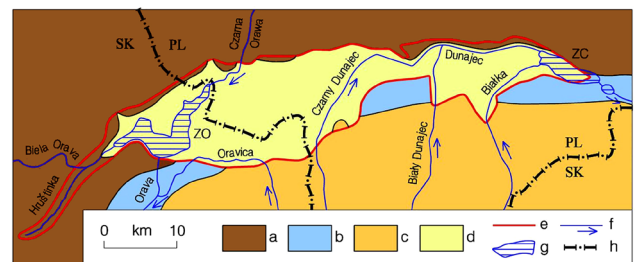 SK
PL
Czarna
Orawa
Czarny Dunajec
Dunajec
ZC
Białka
ZO
Biela Orava
Oravica
Hruštinka
Orava
Biały Dunajec
PL
SK
0 km 10
a
b
c
d
e
f
g
h